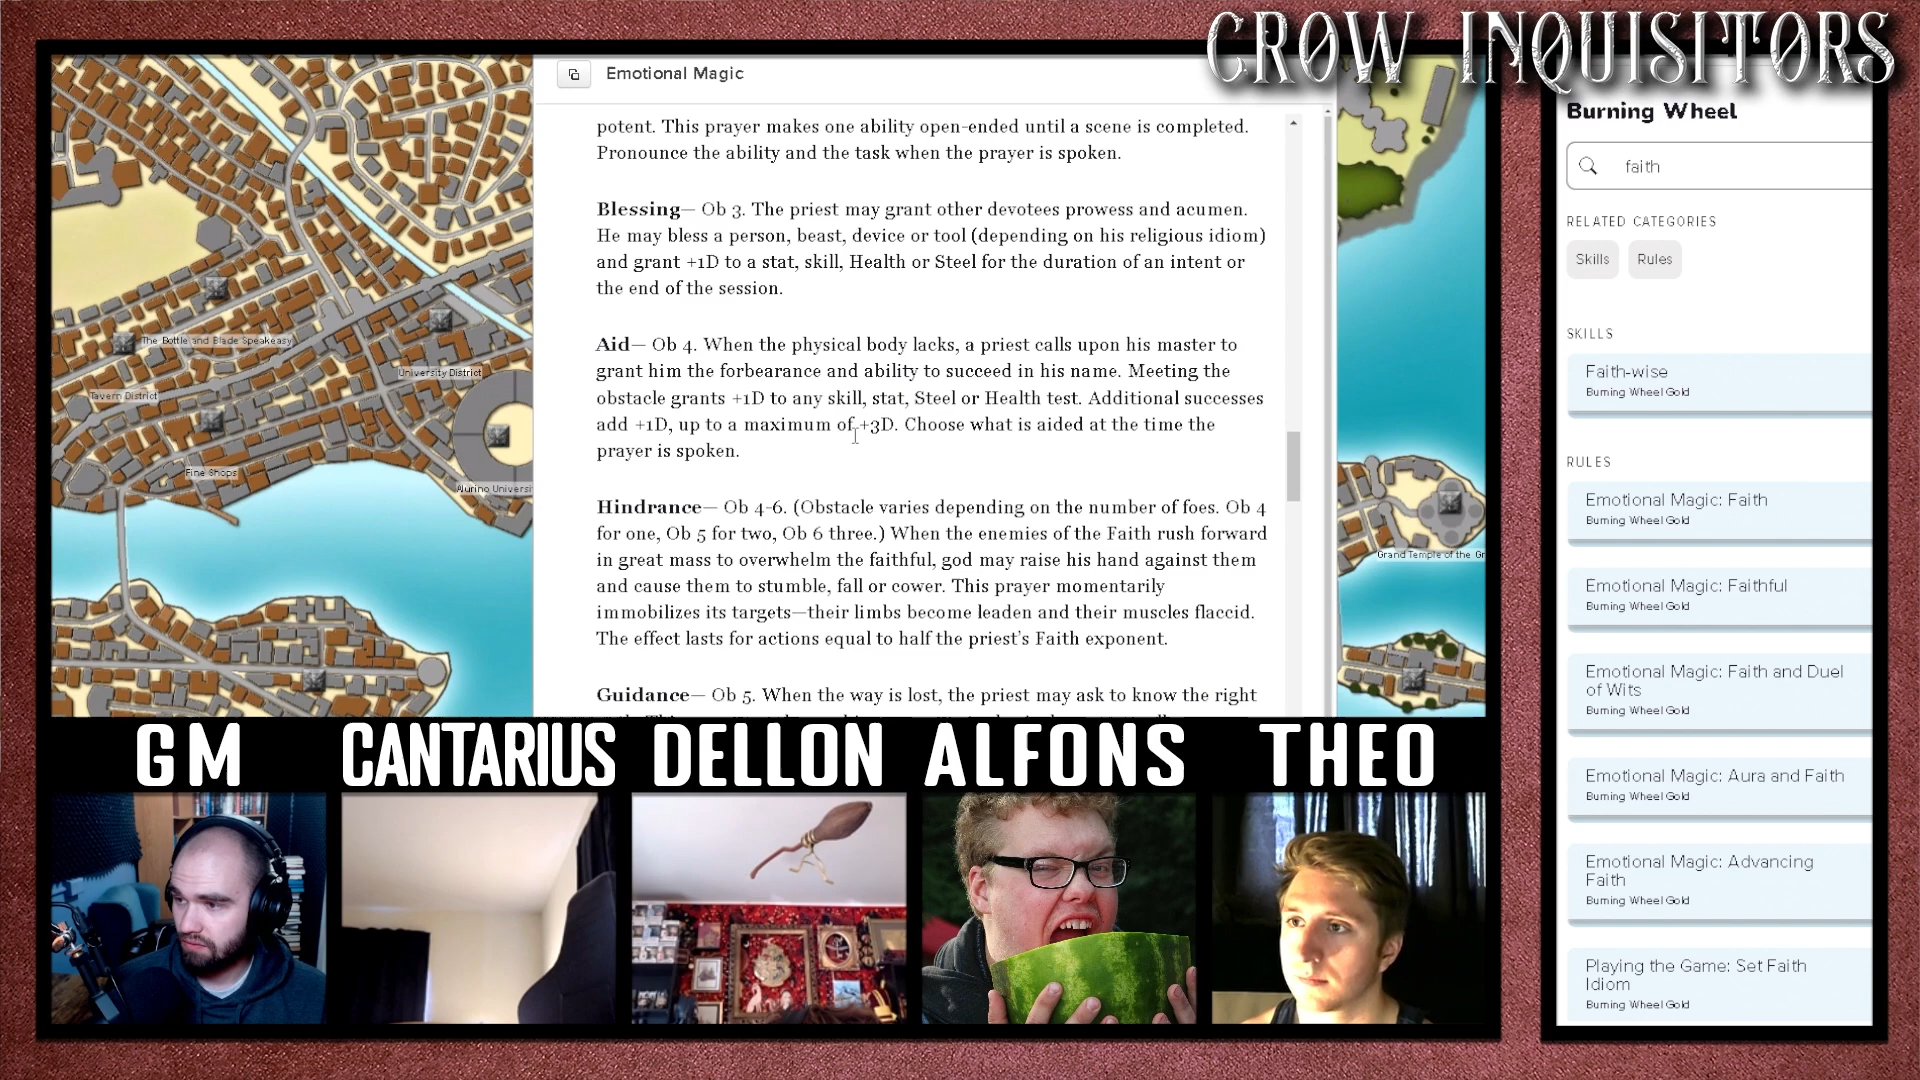 CROW INQUISITORS
Emotional Magic
potent. This prayer makes one ability open-ended until a scene is completed.
Pronounce the ability and the task when the prayer is spoken.
Blessing— Ob 3. The priest may grant other devotees prowess and acumen.
He may bless a person, beast, device or tool (depending on his religious idiom)
and grant +1D to a stat, skill, Health or Steel for the duration of an intent or
the end of the session.
Aid— Ob 4. When the physical body lacks, a priest calls upon his master to
grant him the forbearance and ability to succeed in his name. Meeting the
obstacle grants +1D to any skill, stat, Steel or Health test. Additional successes
add +1D, up to a maximum of +3D. Choose what is aided at the time the
prayer is spoken.
Hindrance— Ob 4-6. (Obstacle varies depending on the number of foes. Ob 4
for one, Ob 5 for two, Ob 6 three.) When the enemies of the Faith rush forward
in great mass to overwhelm the faithful, god may raise his hand against them
and cause them to stumble, fall or cower. This prayer momentarily
immobilizes its targets—their limbs become leaden and their muscles flaccid.
The effect lasts for actions equal to half the priest's Faith exponent.
Guidance— Ob 5. When the way is lost, the priest may ask to know the right
The Bottle and Blade Speakeasy
University District
Tavern District
Fine Shops
Alurino Universi
Grand Temple of the Gr
Burning Wheel
faith
RELATED CATEGORIES
Skills
Rules
SKILLS
Faith-wise
Burning Wheel Gold
RULES
Emotional Magic: Faith
Burning Wheel Gold
Emotional Magic: Faithful
Burning Wheel Gold
Emotional Magic: Faith and Duel
of Wits
Burning Wheel Gold
Emotional Magic: Aura and Faith
Burning Wheel Gold
Emotional Magic: Advancing
Faith
Burning Wheel Gold
Playing the Game: Set Faith
Idiom
Burning Wheel Gold
GM
CANTARIUS
DELLON
ALFONS
THEO